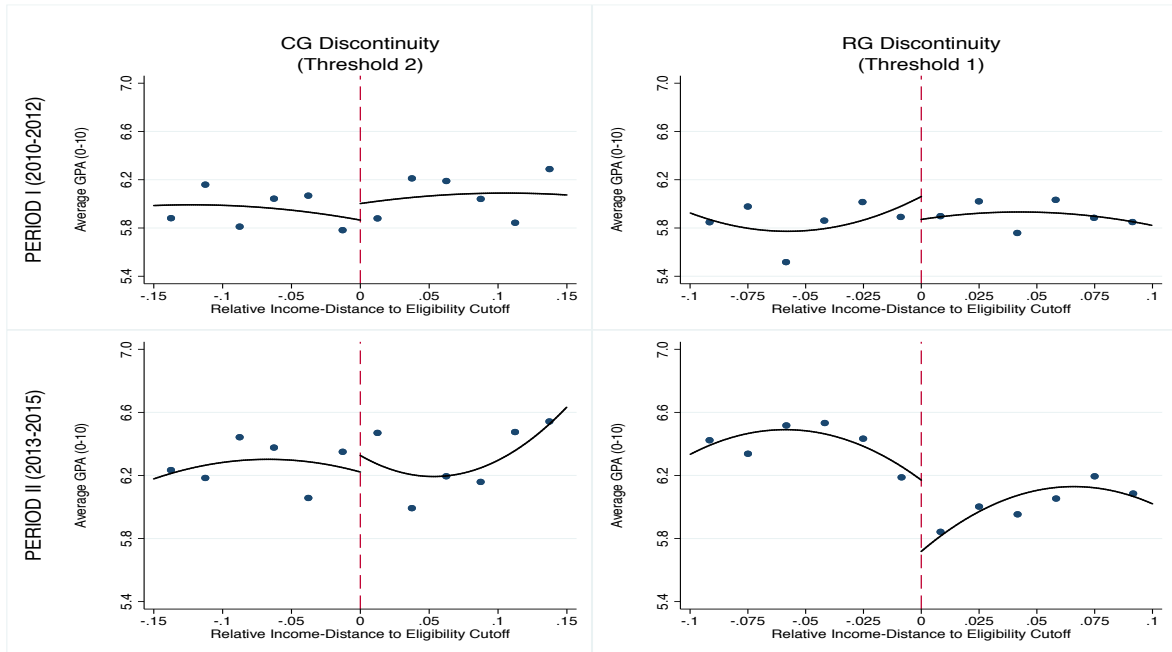 CG Discontinuity
(Threshold 2)
RG Discontinuity
(Threshold 1)
PERIOD I (2010-2012)
Average GPA (0-10)
7.0
6.6
6.2
5.8
5.4
-.15 -.1 -.05 0 .05 .1 .15
Relative Income-Distance to Eligibility Cutoff
Average GPA (0-10)
7.0
6.6
6.2
5.8
5.4
-.1 -.075 -.05 -.025 0 .025 .05 .075 .1
Relative Income-Distance to Eligibility Cutoff
PERIOD II (2013-2015)
Average GPA (0-10)
7.0
6.6
6.2
5.8
5.4
-.15 -.1 -.05 0 .05 .1 .15
Relative Income-Distance to Eligibility Cutoff
Average GPA (0-10)
7.0
6.6
6.2
5.8
5.4
-.1 -.075 -.05 -.025 0 .025 .05 .075 .1
Relative Income-Distance to Eligibility Cutoff